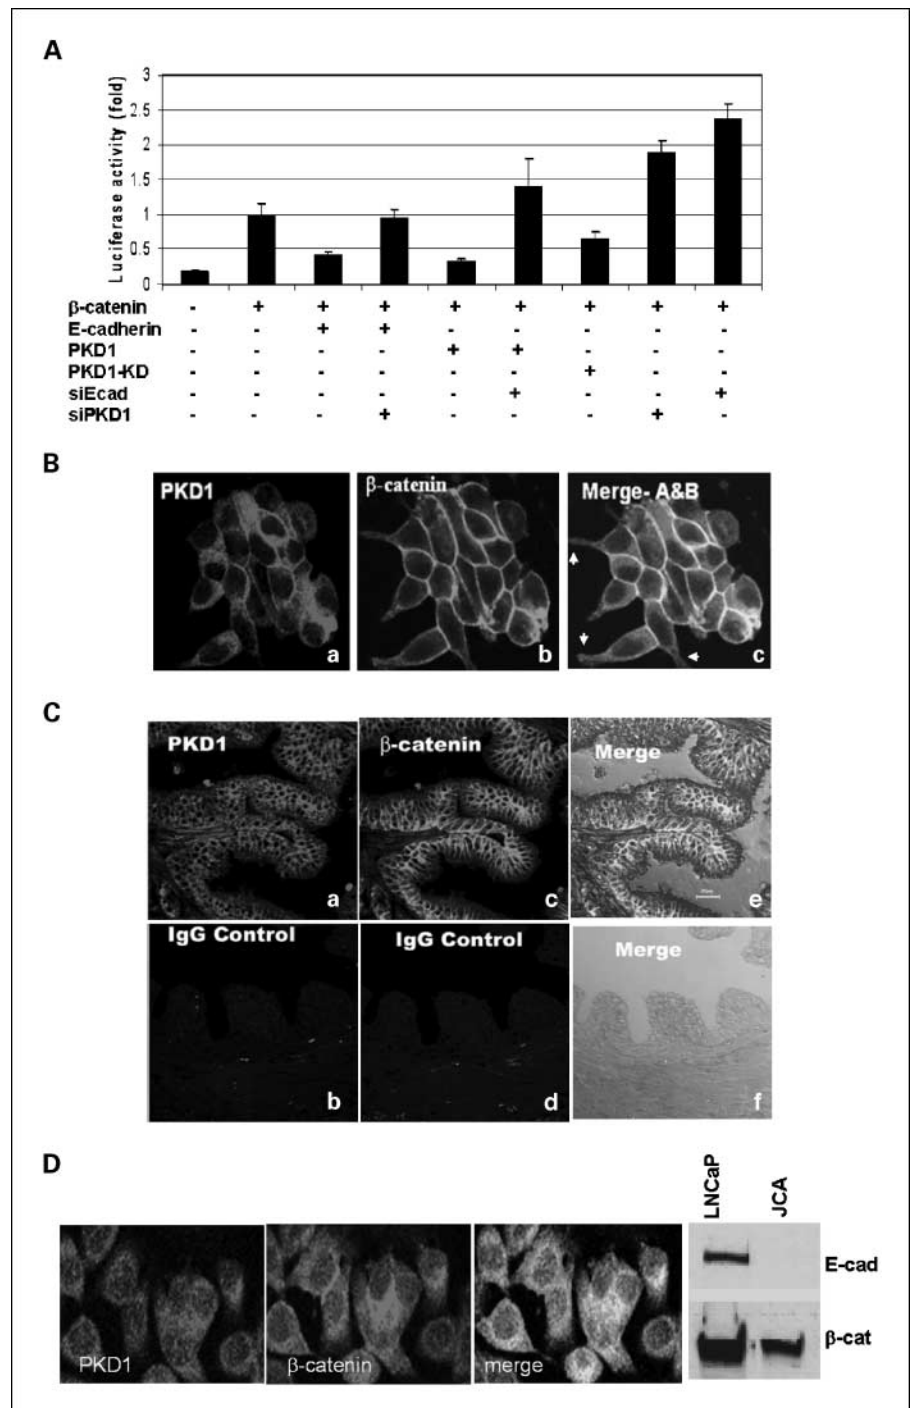 A
Luciferase activity (fold)
3
2.5
2
1.5
1
0.5
0
β-catenin - + + + + + + + +
E-cadherin - - + + - - - - -
PKD1 - - - - + + - - -
PKD1-KD - - - - - - + - -
siEcad - - - - - + - - +
siPKD1 - - - + - - - + -
B
PKD1
β-catenin
Merge- A&B
a
b
c
C
PKD1
β-catenin
Merge
a
c
e
IgG Control
IgG Control
Merge
b
d
f
D
LNCaP
JCA
E-cad
β-cat
PKD1
β-catenin
merge